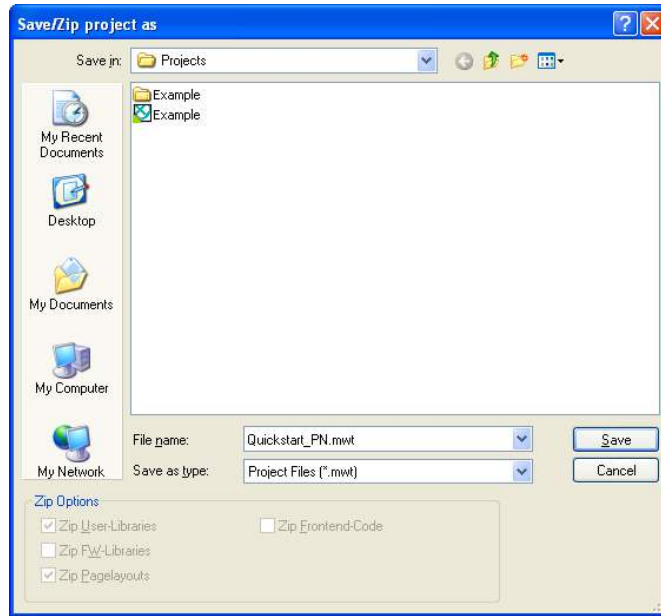 Save/Zip project as
Save in: Projects
Example
Example
My Recent
Documents
Desktop
My Documents
My Computer
My Network
File name: Quickstart_PN.mwt Save
Save as type: Project Files (*.mwt) Cancel
Zip Options
Zip User-Libraries Zip Frontend-Code
Zip FW-Libraries
Zip Pagelayouts